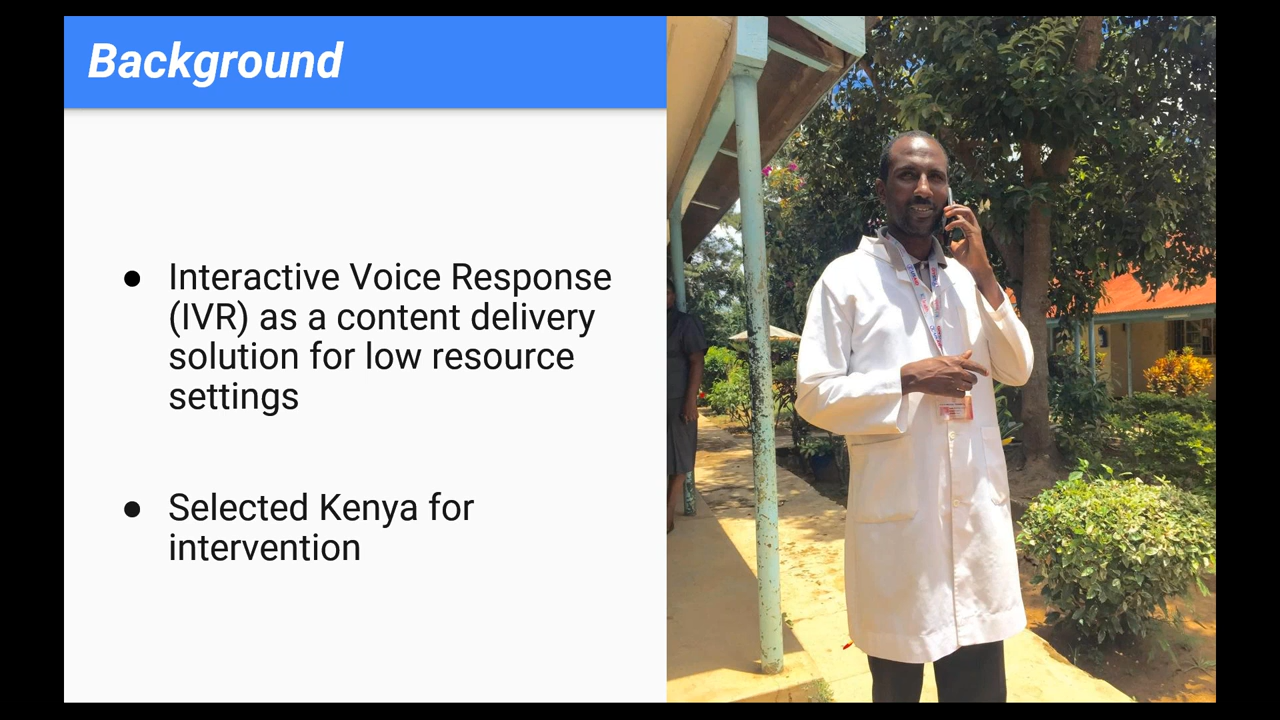 Background
● Interactive Voice Response
(IVR) as a content delivery
solution for low resource
settings
● Selected Kenya for
intervention